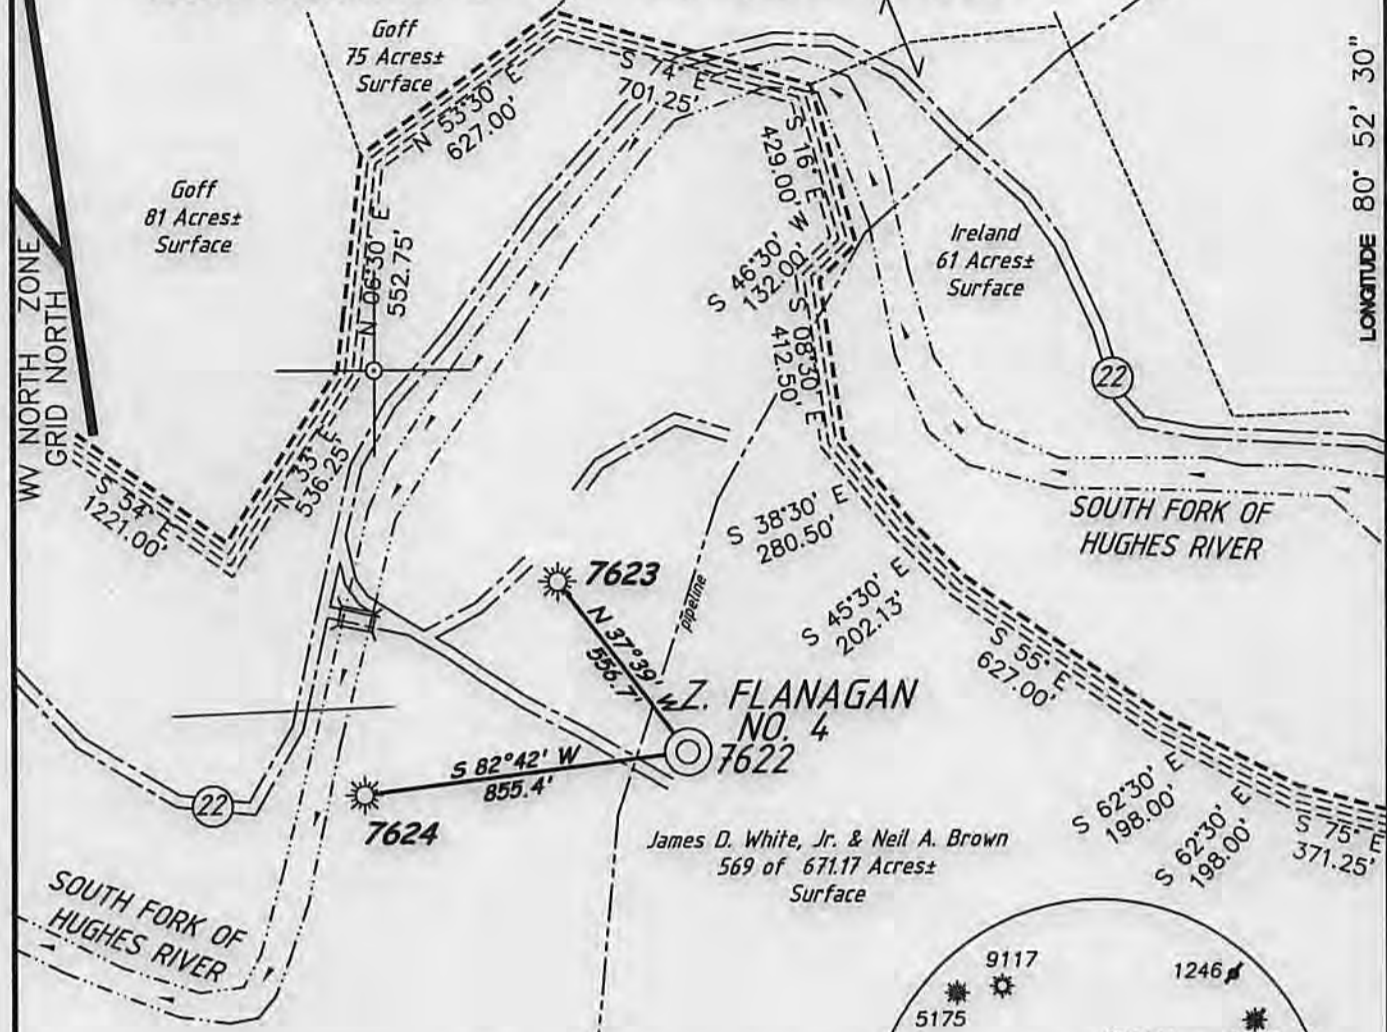 Goff
75 Acres±
Surface
Goff
81 Acres±
Surface
WV NORTH ZONE
GRID NORTH
LONGITUDE 80° 52' 30"
N 53°30' E
627.00'
S 74° E
701.25'
N 06°30' E
552.75'
S 16° E
429.00'
S 46°30' W
132.00'
S 08°30' E
412.50'
Ireland
61 Acres±
Surface
22
N 33° E
536.25'
S 54° E
1221.00'
S 38°30' E
280.50'
SOUTH FORK OF
HUGHES RIVER
7623
N 37°39' W
556.7'
pipeline
S 45°30' E
202.13'
S 55° E
627.00'
Z. FLANAGAN
NO. 4
7622
S 82°42' W
855.4'
7624
22
James D. White, Jr. & Neil A. Brown
569 of 671.17 Acres±
Surface
S 62°30' E
198.00'
S 62°30' E
198.00'
S 75° E
371.25'
SOUTH FORK OF
HUGHES RIVER
9117
1246
5175